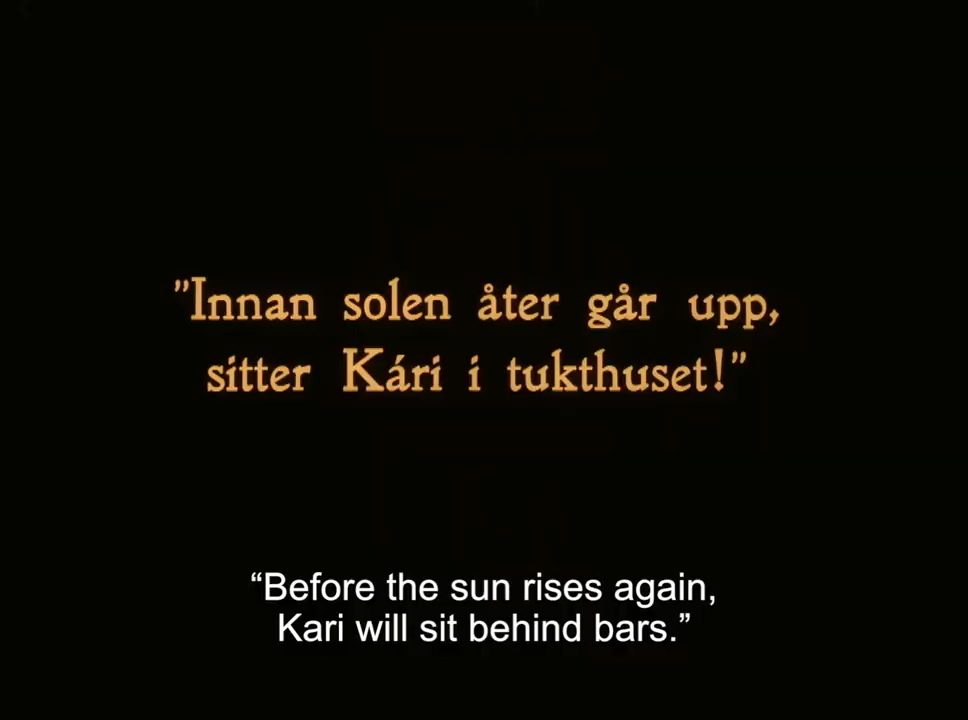 "Innan solen åter går upp,
sitter Kári i tukthuset!"
“Before the sun rises again,
Kari will sit behind bars.”